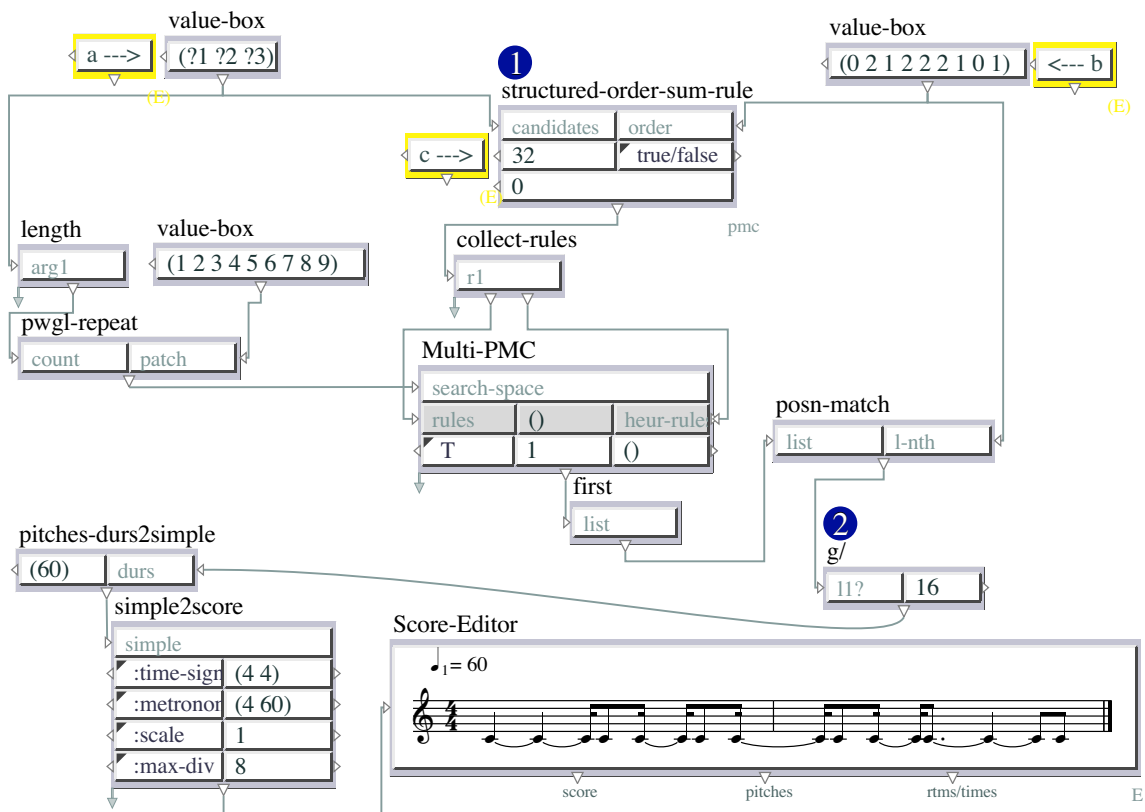 value-box
a --->
(?1 ?2 ?3)
(E)
1
structured-order-sum-rule
candidates order
32 true/false
0
pmc
c --->
(E)
value-box
(0 2 1 2 2 2 1 0 1)
<--- b
(E)
length
arg1
value-box
(1 2 3 4 5 6 7 8 9)
pwgl-repeat
count patch
collect-rules
r1
Multi-PMC
search-space
rules () heur-rule
T 1 ()
first
list
posn-match
list l-nth
2
g/
l1? 16
pitches-durs2simple
(60) durs
simple2score
simple
:time-sign (4 4)
:metronor (4 60)
:scale 1
:max-div 8
Score-Editor
1 = 60
4
4
score pitches rtms/times
E